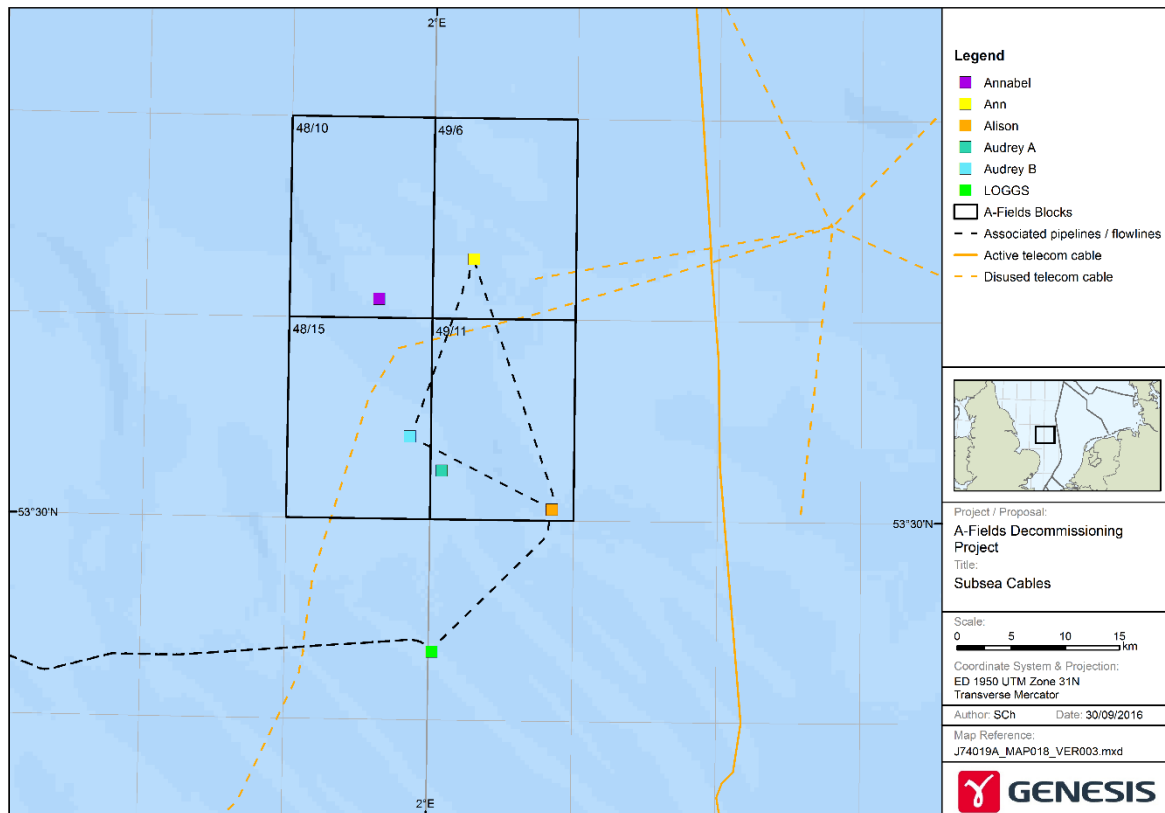 2°E
48/10
49/6
48/15
49/11
53°30'N
53°30'N
2°E
Legend
Annabel
Ann
Alison
Audrey A
Audrey B
LOGGS
A-Fields Blocks
Associated pipelines / flowlines
Active telecom cable
Disused telecom cable
Project / Proposal:
A-Fields Decommissioning
Project
Title:
Subsea Cables
Scale:
0 5 10 15
km
Coordinate System & Projection:
ED 1950 UTM Zone 31N
Transverse Mercator
Author: SCh Date: 30/09/2016
Map Reference:
J74019A_MAP018_VER003.mxd
GENESIS